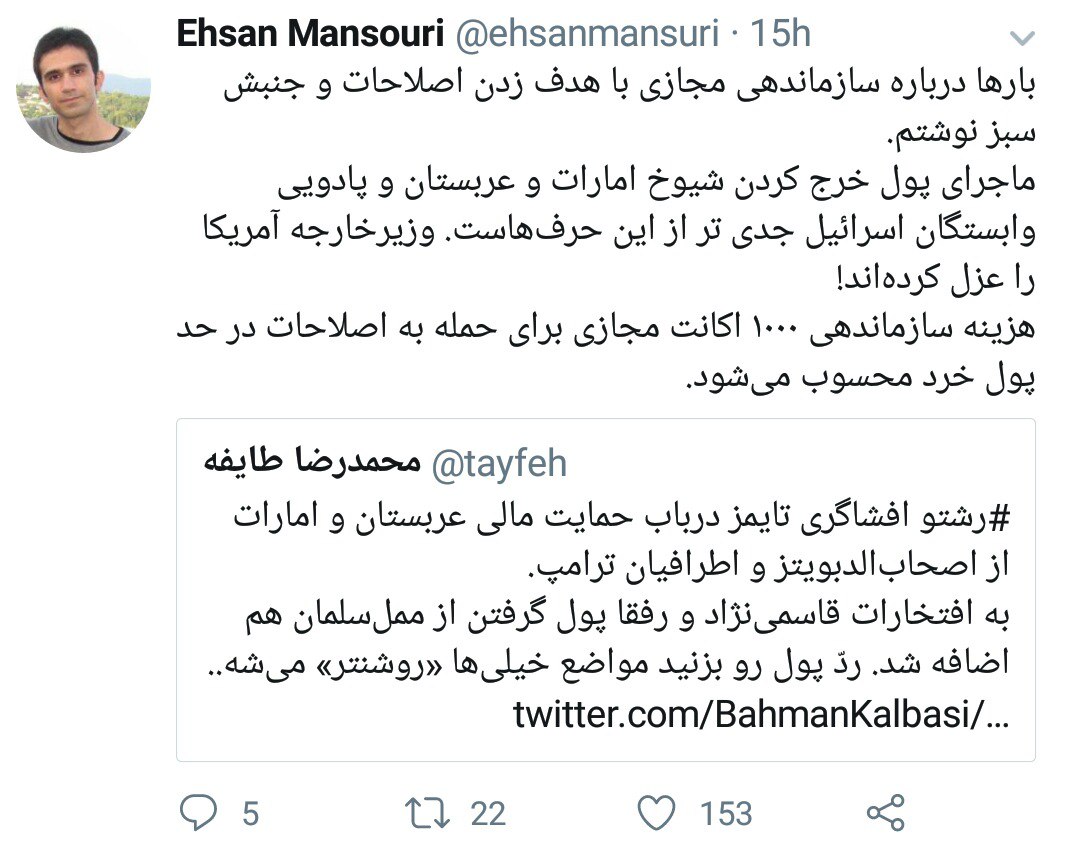 Ehsan Mansouri @ehsanmansuri · 15h
بارها درباره سازماندهی مجازی با هدف زدن اصلاحات و جنبش
سبز نوشتم.
ماجرای پول خرج کردن شیوخ امارات و عربستان و پادویی
وابستگان اسرائیل جدی تر از این حرف‌هاست. وزیرخارجه آمریکا
را عزل کرده‌اند!
هزینه سازماندهی ۱۰۰۰ اکانت مجازی برای حمله به اصلاحات در حد
پول خرد محسوب می‌شود.
محمدرضا طایفه @tayfeh
#رشتو افشاگری تایمز درباب حمایت مالی عربستان و امارات
از اصحاب‌الدبویتز و اطرافیان ترامپ.
به افتخارات قاسمی‌نژاد و رفقا پول گرفتن از ممل‌سلمان هم
اضافه شد. ردّ پول رو بزنید مواضع خیلی‌ها «روشنتر» می‌شه..
twitter.com/BahmanKalbasi/…
5 22 153